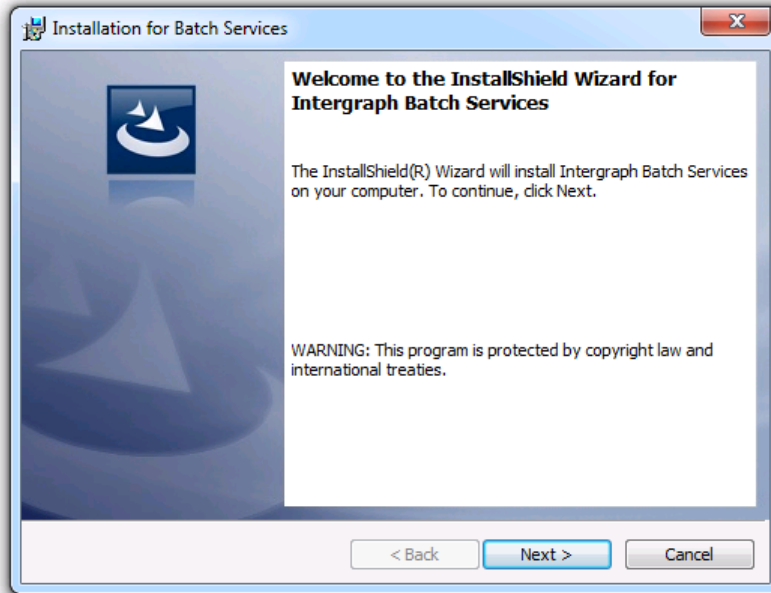 Installation for Batch Services
X
Welcome to the InstallShield Wizard for
Intergraph Batch Services
The InstallShield(R) Wizard will install Intergraph Batch Services
on your computer. To continue, click Next.
WARNING: This program is protected by copyright law and
international treaties.
< Back
Next >
Cancel